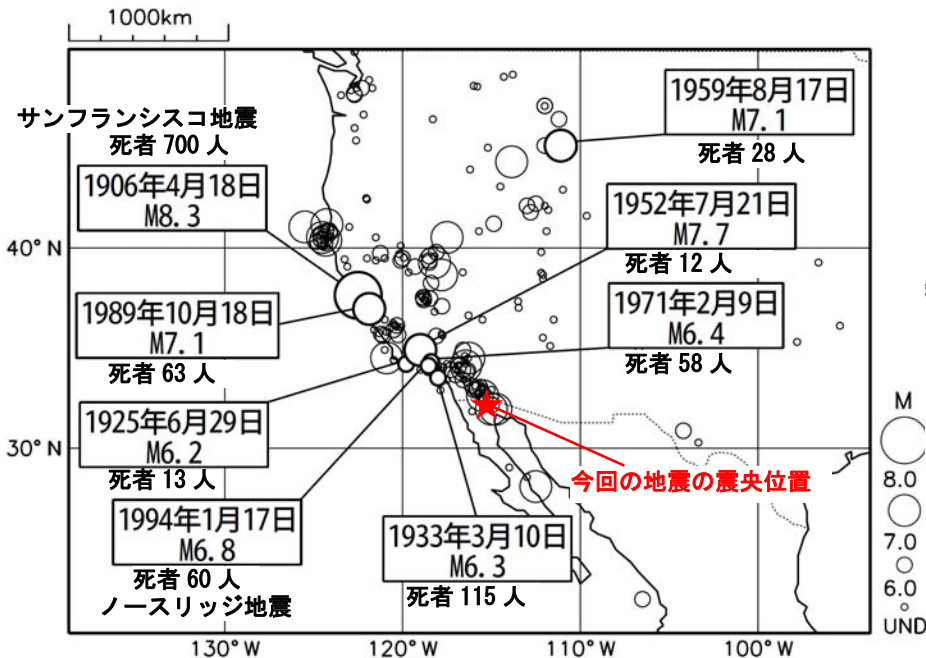 1000km
サンフランシスコ地震
死者 700 人
1906年4月18日
M8.3
1959年8月17日
M7.1
死者 28 人
1952年7月21日
M7.7
死者 12 人
40°N
1989年10月18日
M7.1
死者 63 人
1971年2月9日
M6.4
死者 58 人
1925年6月29日
M6.2
死者 13 人
30°N
今回の地震の震央位置
1994年1月17日
M6.8
死者 60 人
ノースリッジ地震
1933年3月10日
M6.3
死者 115 人
M
8.0
7.0
6.0
UND
130°W
120°W
110°W
100°W